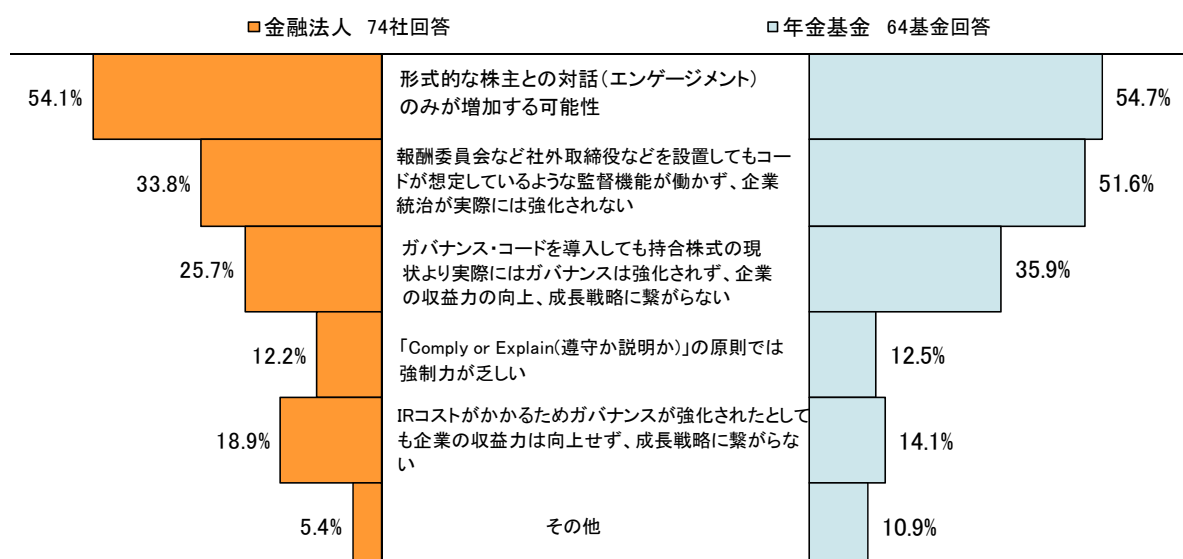 金融法人 74社回答
年金基金 64基金回答
54.1%
形式的な株主との対話(エンゲージメント)
のみが増加する可能性
54.7%
33.8%
報酬委員会など社外取締役などを設置してもコー
ドが想定しているような監督機能が働かず、企業
統治が実際には強化されない
51.6%
25.7%
ガバナンス・コードを導入しても持合株式の現
状より実際にはガバナンスは強化されず、企業
の収益力の向上、成長戦略に繋がらない
35.9%
12.2%
「Comply or Explain(遵守か説明か)」の原則では
強制力が乏しい
12.5%
18.9%
IRコストがかかるためガバナンスが強化されたとして
も企業の収益力は向上せず、成長戦略に繋がらな
い
14.1%
5.4%
その他
10.9%